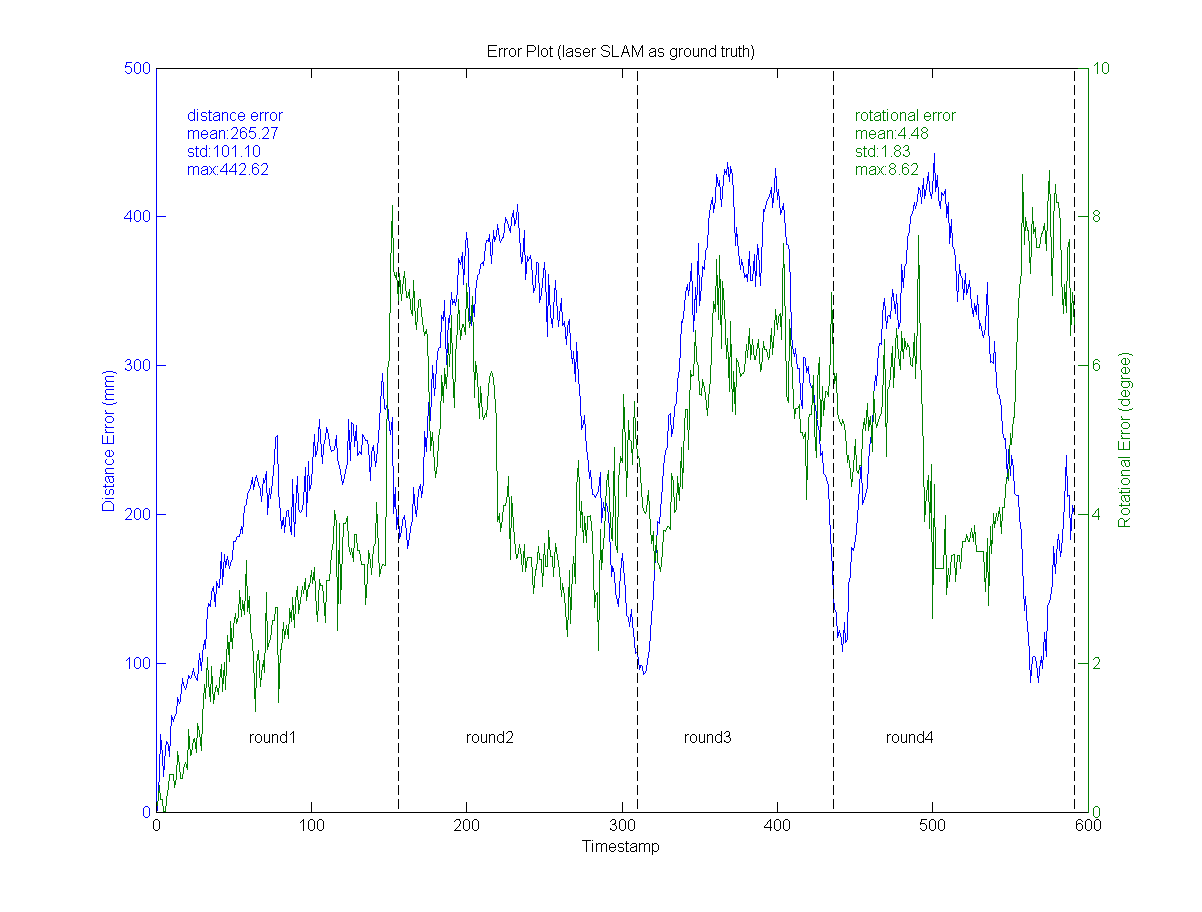 Error Plot (laser SLAM as ground truth)
500
10
distance error
mean:265.27
std:101.10
max:442.62
rotational error
mean:4.48
std:1.83
max:8.62
400
8
300
6
Distance Error (mm)
Rotational Error (degree)
200
4
100
2
round1
round2
round3
round4
0
0
0
100
200
300
400
500
600
Timestamp